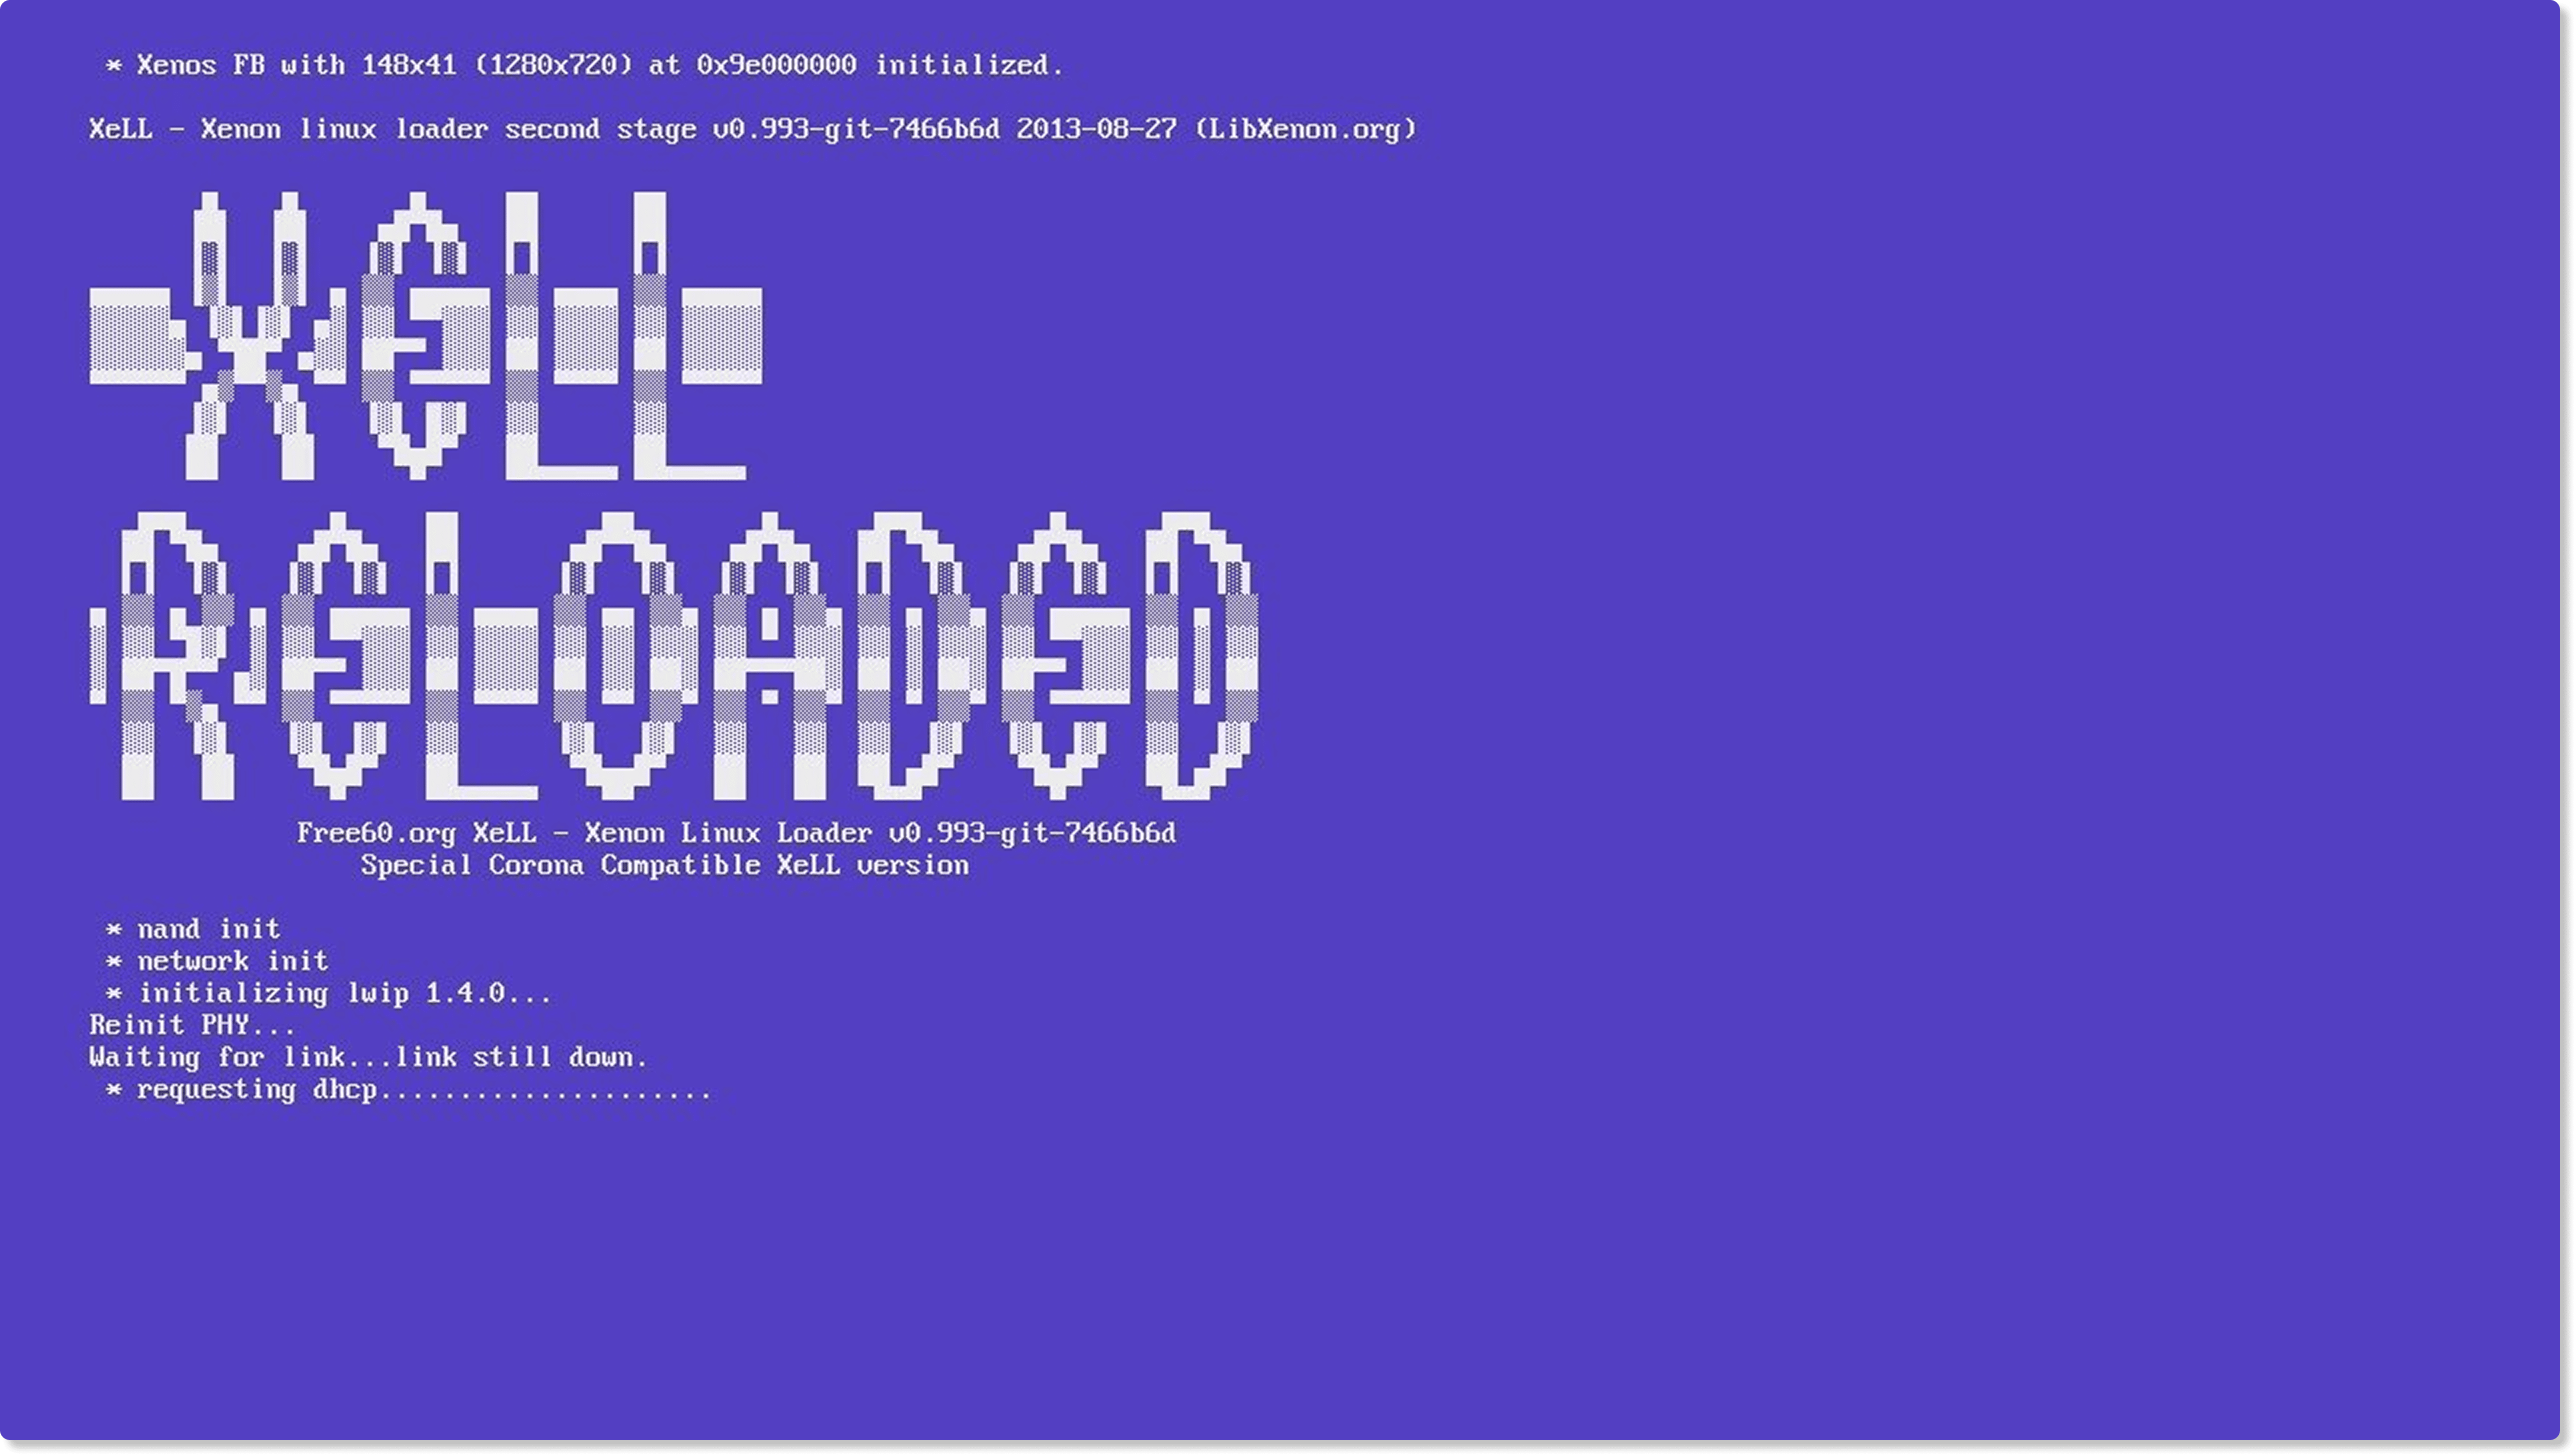 * Xenos FB with 148x41 (1280x720) at 0x9e000000 initialized.
XeLL - Xenon linux loader second stage v0.993-git-7466b6d 2013-08-27 (LibXenon.org)
XeLL
ReLOADeD
Free60.org XeLL - Xenon Linux Loader v0.993-git-7466b6d
Special Corona Compatible XeLL version
* nand init
* network init
* initializing lwip 1.4.0...
Reinit PHY...
Waiting for link...link still down.
* requesting dhcp.....................